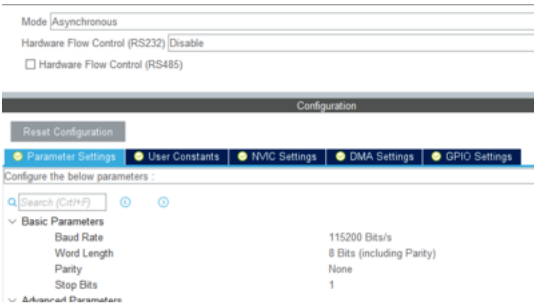 Mode Asynchronous
Hardware Flow Control (RS232) Disable
Hardware Flow Control (RS485)
Configuration
Reset Configuration
Parameter Settings User Constants NVIC Settings DMA Settings GPIO Settings
Configure the below parameters :
Search (Ctrl+F)
Basic Parameters
Baud Rate 115200 Bits/s
Word Length 8 Bits (including Parity)
Parity None
Stop Bits 1
Advanced Parameters